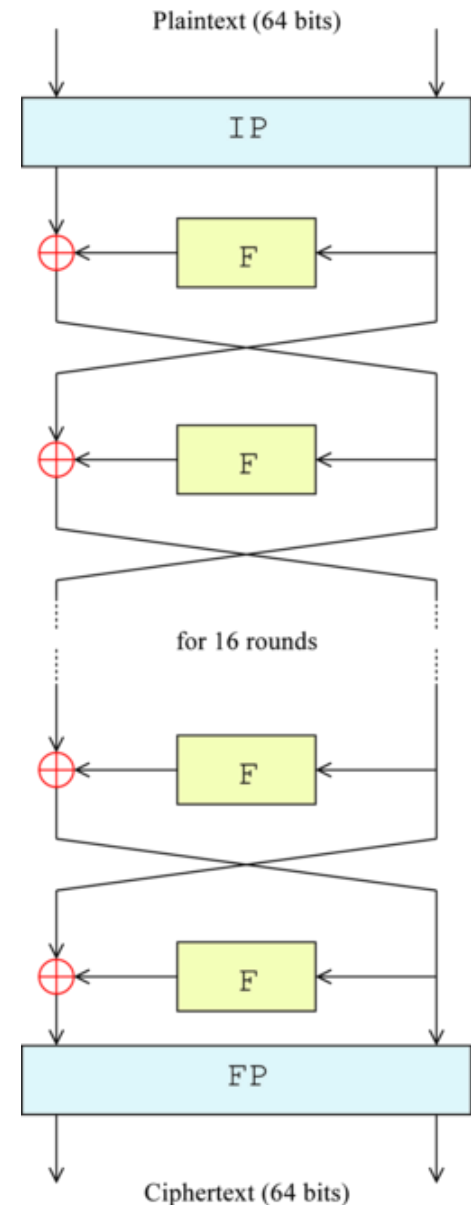 Plaintext (64 bits)
IP
F
F
for 16 rounds
F
F
FP
Ciphertext (64 bits)